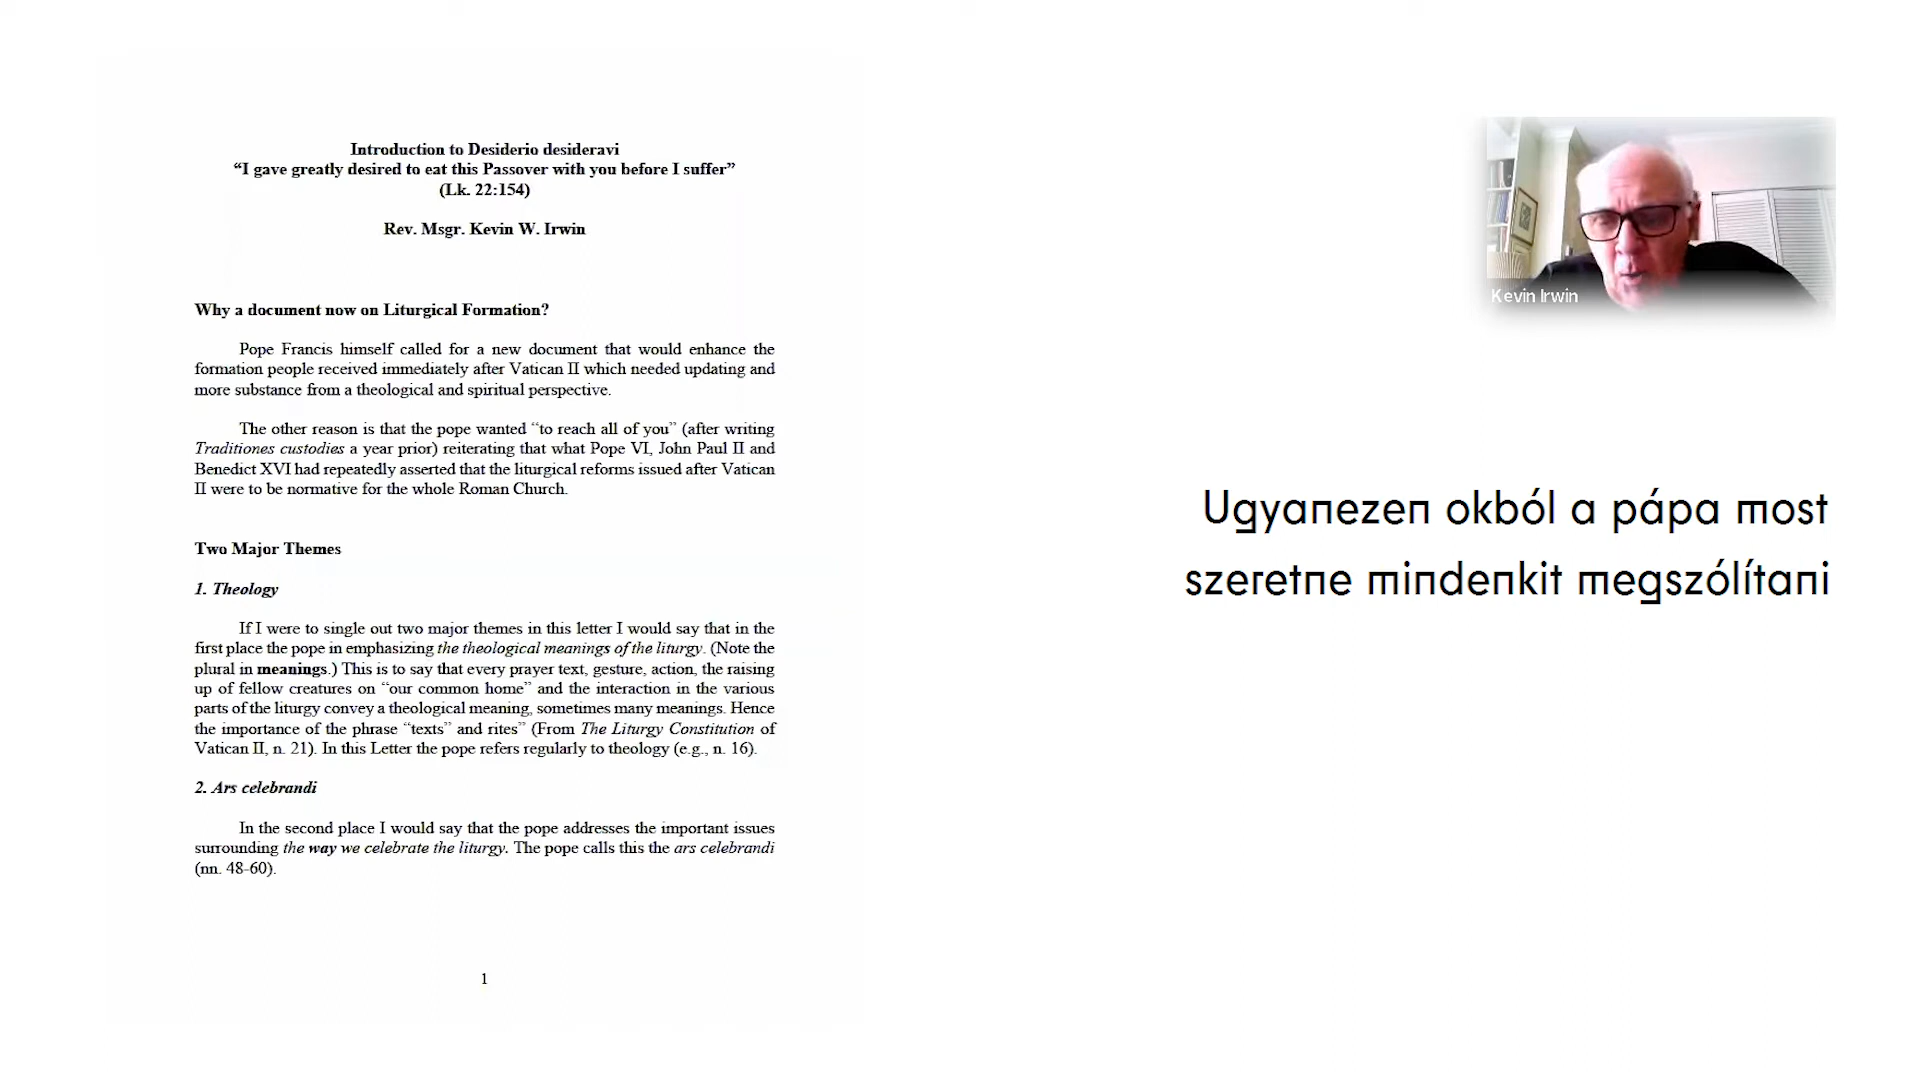 Introduction to Desiderio desideravi
“I gave greatly desired to eat this Passover with you before I suffer”
(Lk. 22:154)
Rev. Msgr. Kevin W. Irwin
Why a document now on Liturgical Formation?
Pope Francis himself called for a new document that would enhance the
formation people received immediately after Vatican II which needed updating and
more substance from a theological and spiritual perspective.
The other reason is that the pope wanted “to reach all of you” (after writing
Traditiones custodies a year prior) reiterating that what Pope VI, John Paul II and
Benedict XVI had repeatedly asserted that the liturgical reforms issued after Vatican
II were to be normative for the whole Roman Church.
Two Major Themes
1. Theology
If I were to single out two major themes in this letter I would say that in the
first place the pope in emphasizing the theological meanings of the liturgy. (Note the
plural in meanings.) This is to say that every prayer text, gesture, action, the raising
up of fellow creatures on “our common home” and the interaction in the various
parts of the liturgy convey a theological meaning, sometimes many meanings. Hence
the importance of the phrase “texts” and rites” (From The Liturgy Constitution of
Vatican II, n. 21). In this Letter the pope refers regularly to theology (e.g., n. 16).
2. Ars celebrandi
In the second place I would say that the pope addresses the important issues
surrounding the way we celebrate the liturgy. The pope calls this the ars celebrandi
(nn. 48-60).
1
Kevin Irwin
Ugyanezen okból a pápa most
szeretne mindenkit megszólítani